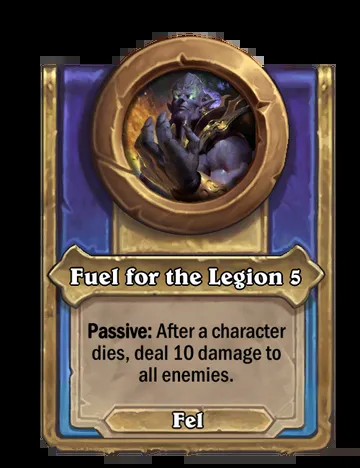 Fuel for the Legion 5
Passive: After a character
dies, deal 10 damage to
all enemies.
Fel